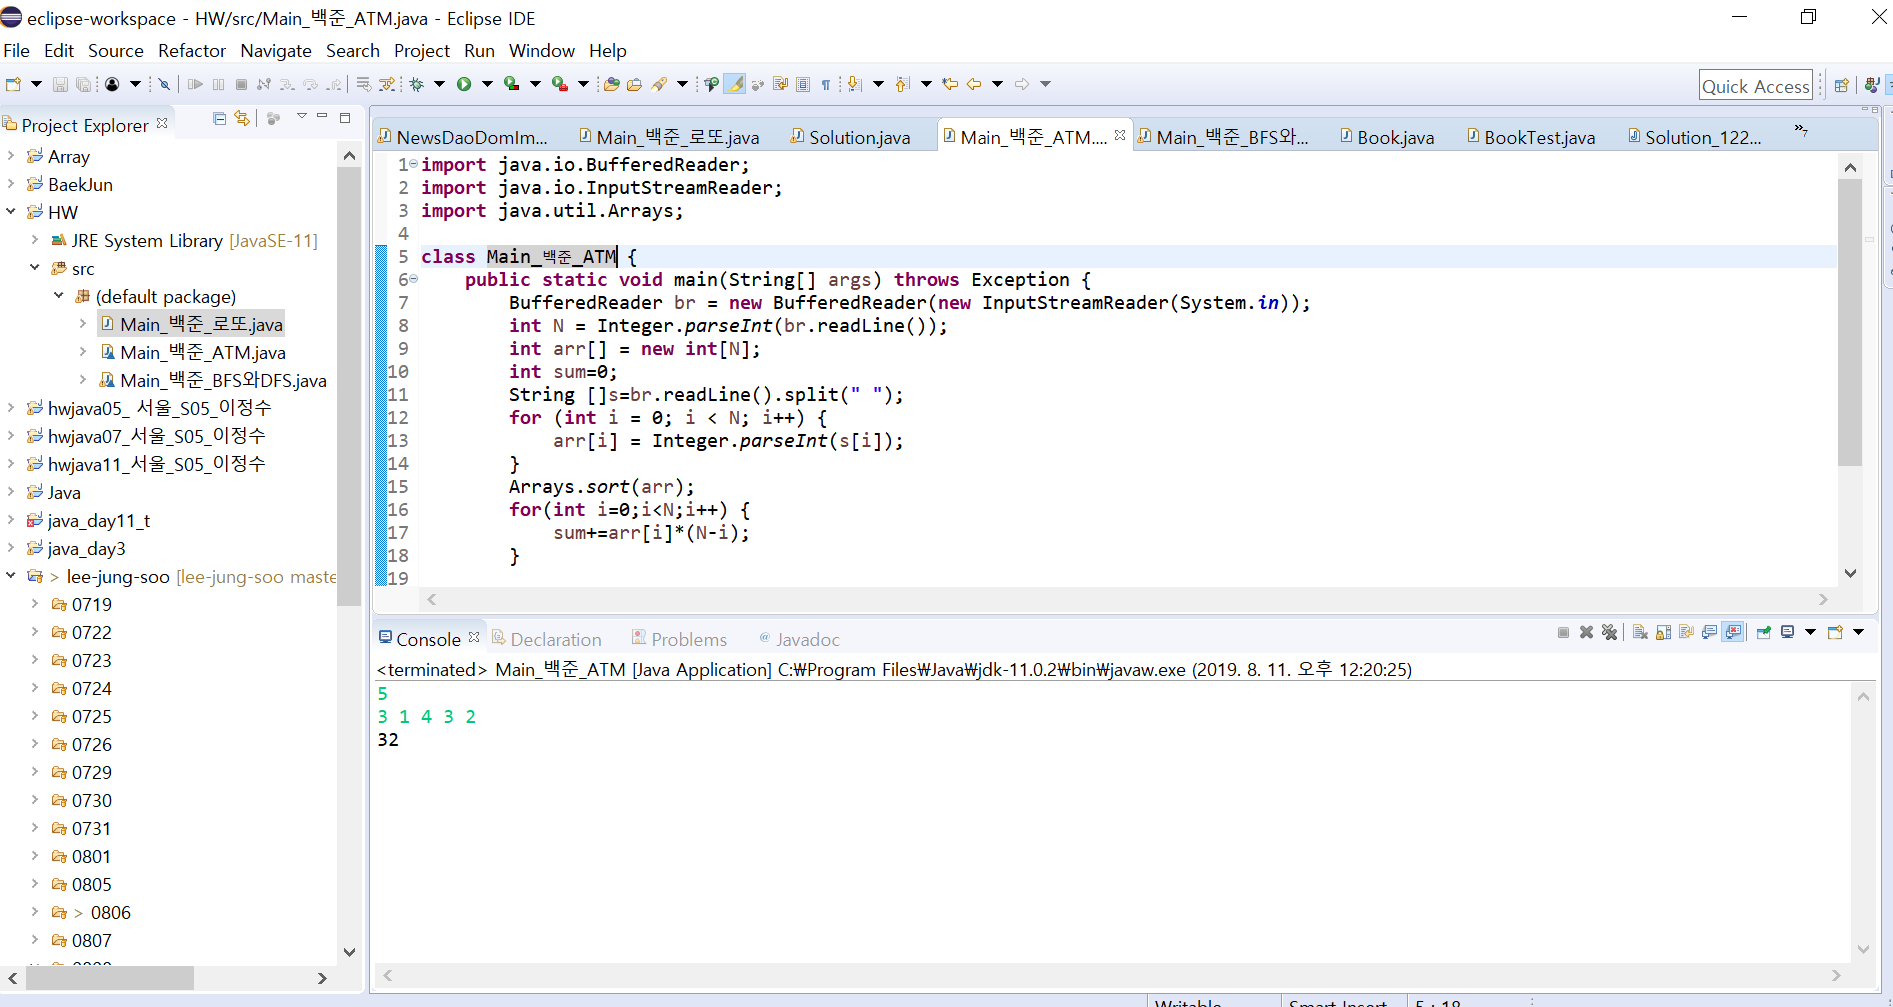 eclipse-workspace - HW/src/Main_백준_ATM.java - Eclipse IDE
File Edit Source Refactor Navigate Search Project Run Window Help
Quick Access
Project Explorer
Array
BaekJun
HW
JRE System Library [JavaSE-11]
src
(default package)
Main_백준_로또.java
Main_백준_ATM.java
Main_백준_BFS와DFS.java
hwjava05_ 서울_S05_이정수
hwjava07_서울_S05_이정수
hwjava11_서울_S05_이정수
Java
java_day11_t
java_day3
> lee-jung-soo [lee-jung-soo maste
0719
0722
0723
0724
0725
0726
0729
0730
0731
0801
0805
> 0806
0807
NewsDaoDomIm... Main_백준_로또.java Solution.java Main_백준_ATM.... Main_백준_BFS와... Book.java BookTest.java Solution_122... »7
1 import java.io.BufferedReader;
2 import java.io.InputStreamReader;
3 import java.util.Arrays;
4
5 class Main_백준_ATM {
6 public static void main(String[] args) throws Exception {
7 BufferedReader br = new BufferedReader(new InputStreamReader(System.in));
8 int N = Integer.parseInt(br.readLine());
9 int arr[] = new int[N];
10 int sum=0;
11 String []s=br.readLine().split(" ");
12 for (int i = 0; i < N; i++) {
13 arr[i] = Integer.parseInt(s[i]);
14 }
15 Arrays.sort(arr);
16 for(int i=0;i<N;i++) {
17 sum+=arr[i]*(N-i);
18 }
19
Console Declaration Problems @ Javadoc
<terminated> Main_백준_ATM [Java Application] C:₩Program Files₩Java₩jdk-11.0.2₩bin₩javaw.exe (2019. 8. 11. 오후 12:20:25)
5
3 1 4 3 2
32
Writable Smart Insert 5 : 18